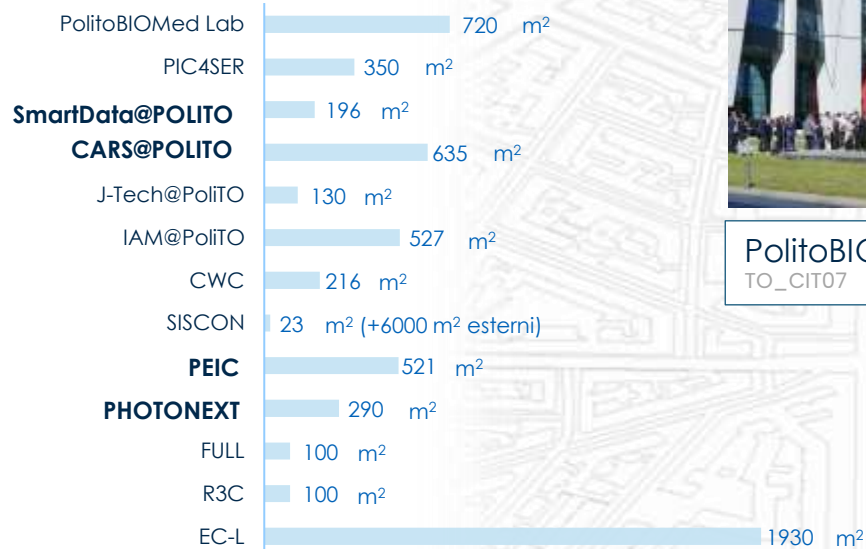 PolitoBIOMed Lab 720 m²
PIC4SER 350 m²
SmartData@POLITO 196 m²
CARS@POLITO 635 m²
J-Tech@PoliTO 130 m²
IAM@PoliTO 527 m²
CWC 216 m²
SISCON 23 m² (+6000 m² esterni)
PEIC 521 m²
PHOTONEXT 290 m²
FULL 100 m²
R3C 100 m²
EC-L 1930 m²
PolitoBIO
TO_CIT07